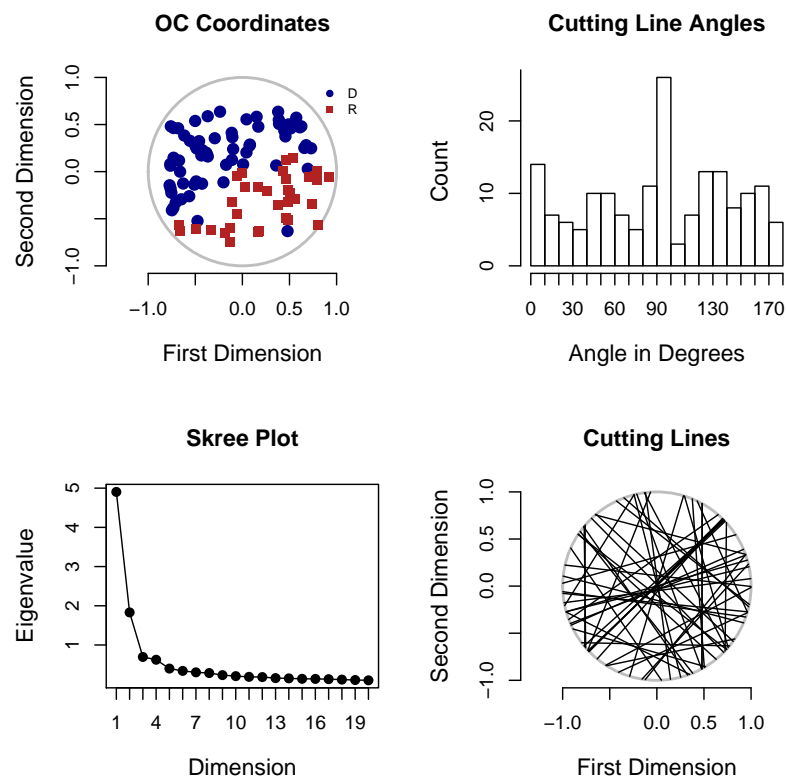 OC Coordinates
Second Dimension
1.0
0.5
0.0
−1.0
D
R
−1.0
0.0
0.5
1.0
First Dimension
Cutting Line Angles
Count
20
10
0
0
30
60
90
130
170
Angle in Degrees
Skree Plot
Eigenvalue
5
4
3
2
1
1
4
7
10
13
16
19
Dimension
Cutting Lines
Second Dimension
1.0
0.5
0.0
−1.0
−1.0
0.0
0.5
1.0
First Dimension